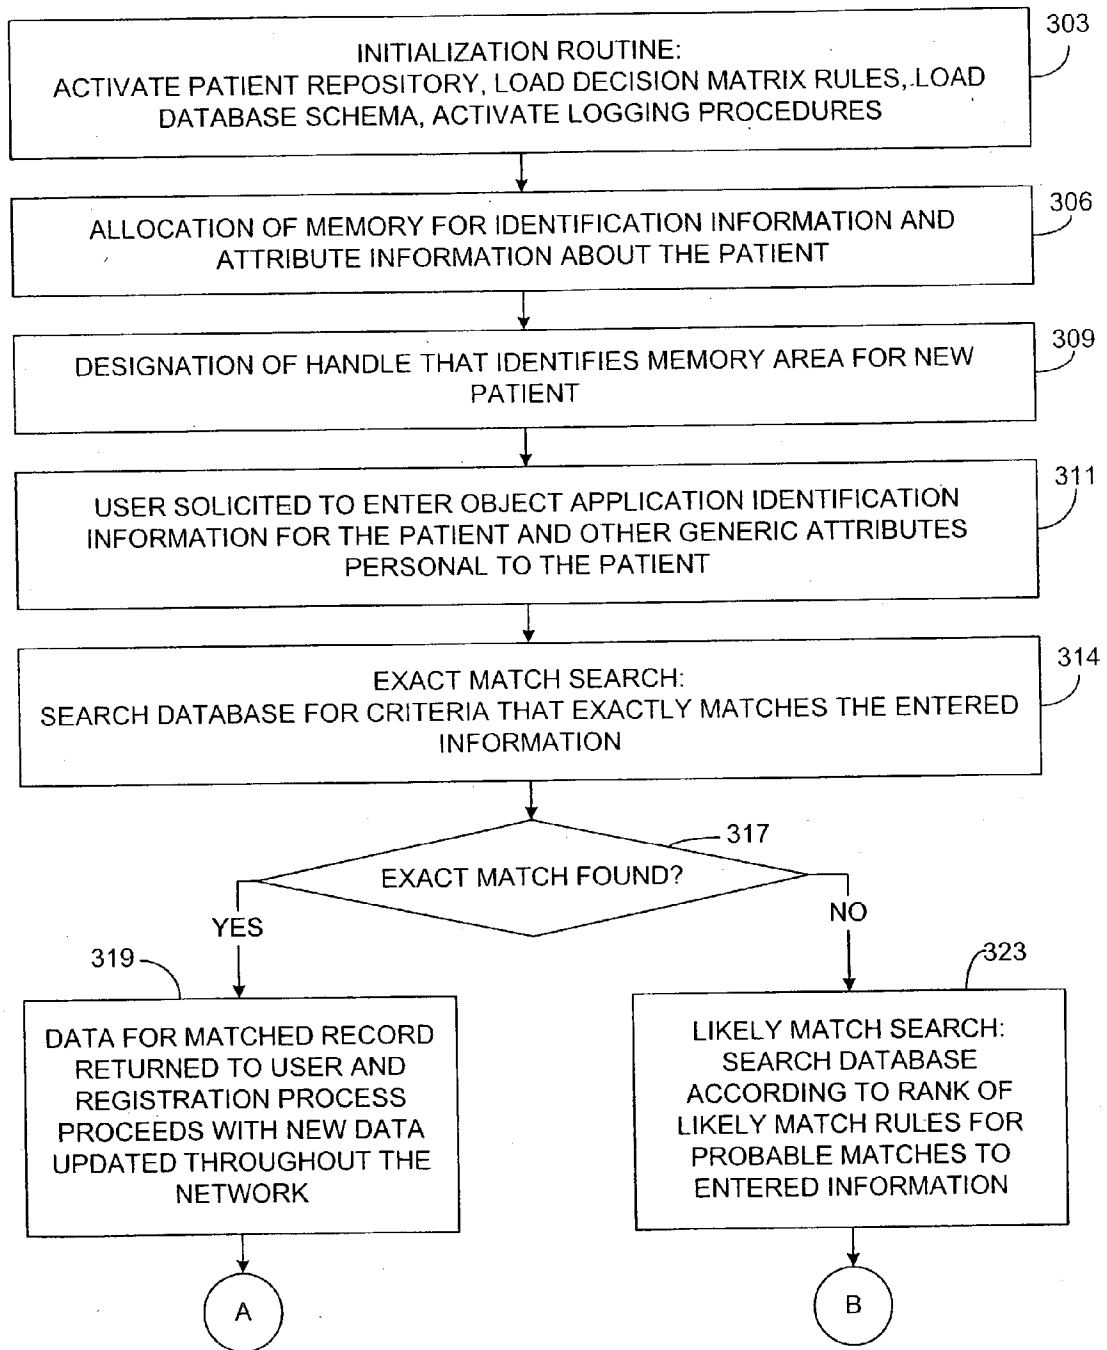 303
INITIALIZATION ROUTINE:
ACTIVATE PATIENT REPOSITORY, LOAD DECISION MATRIX RULES, LOAD
DATABASE SCHEMA, ACTIVATE LOGGING PROCEDURES
306
ALLOCATION OF MEMORY FOR IDENTIFICATION INFORMATION AND
ATTRIBUTE INFORMATION ABOUT THE PATIENT
309
DESIGNATION OF HANDLE THAT IDENTIFIES MEMORY AREA FOR NEW
PATIENT
311
USER SOLICITED TO ENTER OBJECT APPLICATION IDENTIFICATION
INFORMATION FOR THE PATIENT AND OTHER GENERIC ATTRIBUTES
PERSONAL TO THE PATIENT
314
EXACT MATCH SEARCH:
SEARCH DATABASE FOR CRITERIA THAT EXACTLY MATCHES THE ENTERED
INFORMATION
317
EXACT MATCH FOUND?
YES
NO
319
DATA FOR MATCHED RECORD
RETURNED TO USER AND
REGISTRATION PROCESS
PROCEEDS WITH NEW DATA
UPDATED THROUGHOUT THE
NETWORK
323
LIKELY MATCH SEARCH:
SEARCH DATABASE
ACCORDING TO RANK OF
LIKELY MATCH RULES FOR
PROBABLE MATCHES TO
ENTERED INFORMATION
A
B